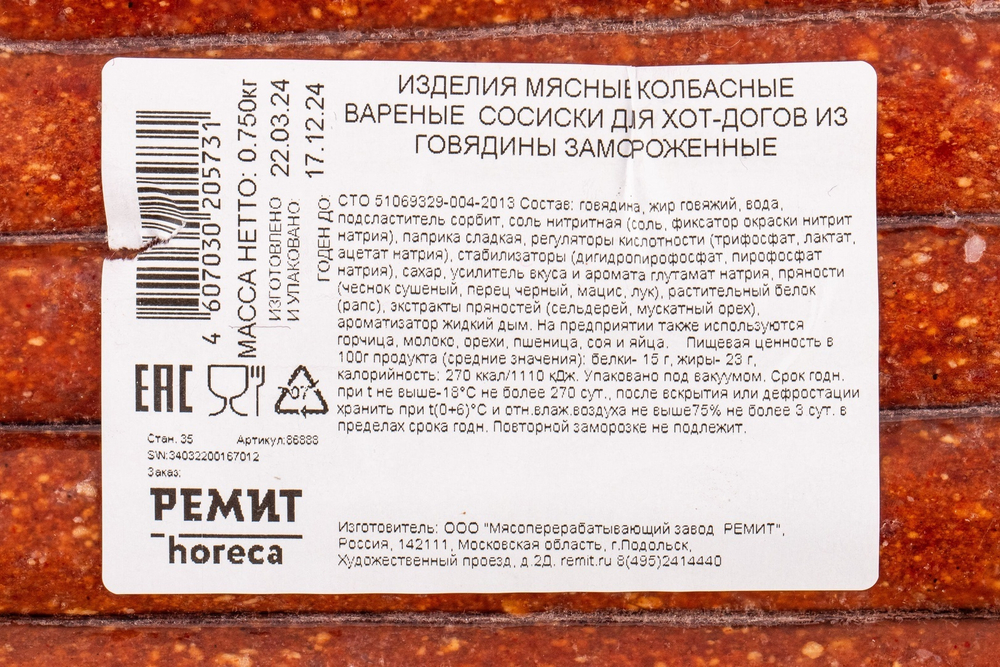 ИЗДЕЛИЯ МЯСНЫЕ КОЛБАСНЫЕ
ВАРЕНЫЕ СОСИСКИ ДЛЯ ХОТ-ДОГОВ ИЗ
ГОВЯДИНЫ ЗАМОРОЖЕННЫЕ
4 607030 205731
МАССА НЕТТО: 0.750кг
ИЗГОТОВЛЕНО 22.03.24
И УПАКОВАНО:
ГОДЕН ДО: 17.12.24
СТО 51069329-004-2013 Состав: говядина, жир говяжий, вода,
подсластитель сорбит, соль нитритная (соль, фиксатор окраски нитрит
натрия), паприка сладкая, регуляторы кислотности (трифосфат, лактат,
ацетат натрия), стабилизаторы (дигидропирофосфат, пирофосфат
натрия), сахар, усилитель вкуса и аромата глутамат натрия, пряности
(чеснок сушеный, перец черный, мацис, лук), растительный белок
(рапс), экстракты пряностей (сельдерей, мускатный орех),
ароматизатор жидкий дым. На предприятии также используются
горчица, молоко, орехи, пшеница, соя и яйца. Пищевая ценность в
100г продукта (средние значения): белки- 15 г, жиры- 23 г,
калорийность: 270 ккал/1110 кДж. Упаковано под вакуумом. Срок годн.
при t не выше-18°С не более 270 сут., после вскрытия или дефростации
хранить при t(0+6)°С и отн.влаж.воздуха не выше75% не более 3 сут. в
пределах срока годн. Повторной заморозке не подлежит.
EAC
07
Стан. 35 Артикул:86888
S\N:34032200167012
Заказ:
РЕМИТ
horeca
Изготовитель: ООО "Мясоперерабатывающий завод РЕМИТ",
Россия, 142111, Московская область, г.Подольск,
Художественный проезд, д.2Д. remit.ru 8(495)2414440